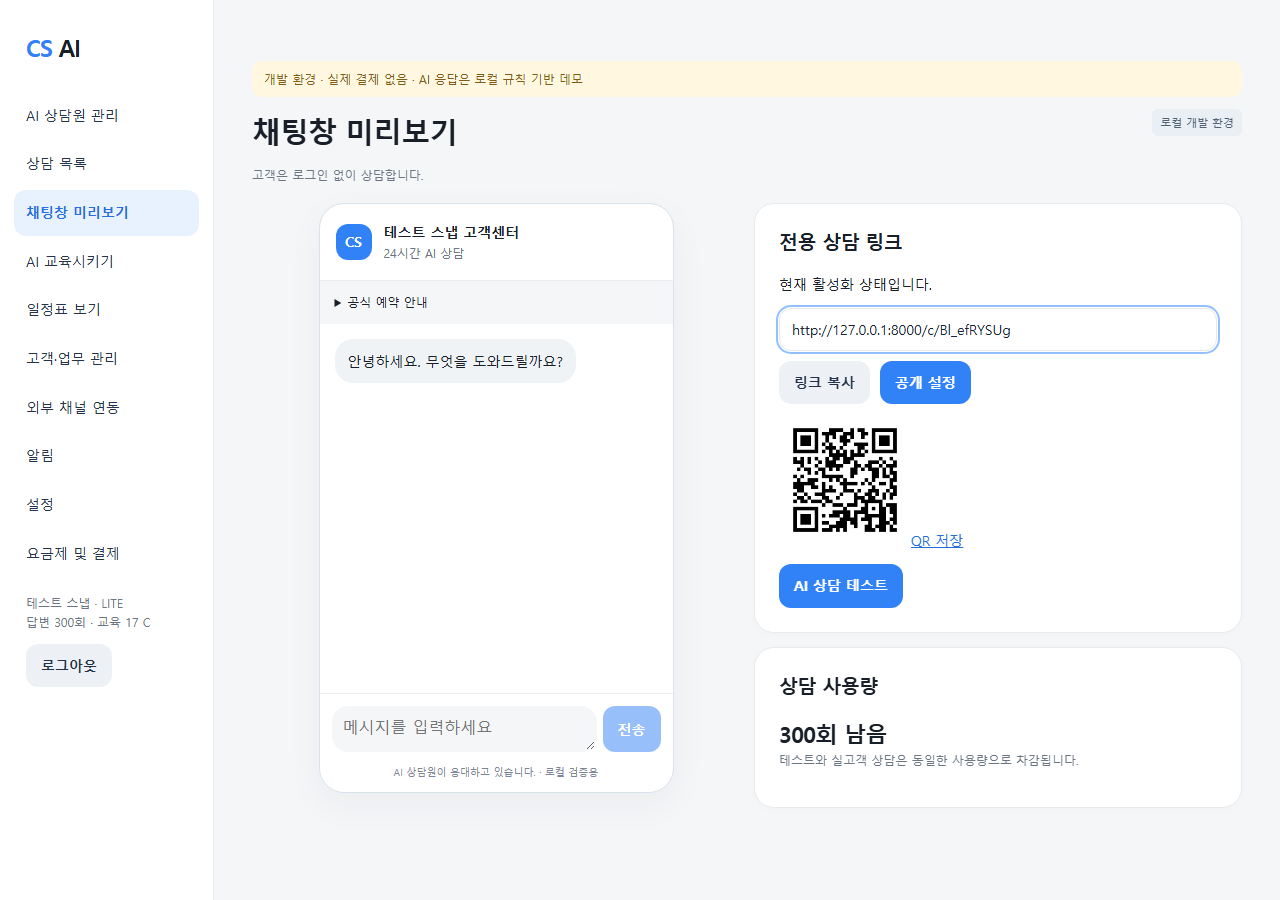 CS AI
AI 상담원 관리
상담 목록
채팅창 미리보기
AI 교육시키기
일정표 보기
고객·업무 관리
외부 채널 연동
알림
설정
요금제 및 결제
테스트 스냅 · LITE
답변 300회 · 교육 17 C
로그아웃
개발 환경 · 실제 결제 없음 · AI 응답은 로컬 규칙 기반 데모
채팅창 미리보기
로컬 개발 환경
고객은 로그인 없이 상담합니다.
CS
테스트 스냅 고객센터
24시간 AI 상담
▶ 공식 예약 안내
안녕하세요. 무엇을 도와드릴까요?
메시지를 입력하세요
전송
AI 상담원이 응대하고 있습니다. · 로컬 검증용
전용 상담 링크
현재 활성화 상태입니다.
http://127.0.0.1:8000/c/Bl_efRYSUg
링크 복사
공개 설정
QR 저장
AI 상담 테스트
상담 사용량
300회 남음
테스트와 실고객 상담은 동일한 사용량으로 차감됩니다.